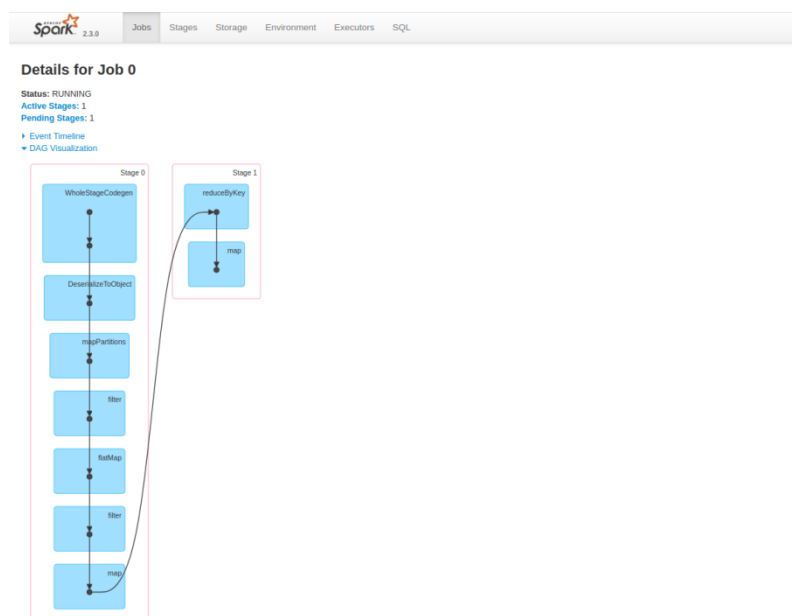 APACHE
Spark 2.3.0 Jobs Stages Storage Environment Executors SQL
Details for Job 0
Status: RUNNING
Active Stages: 1
Pending Stages: 1
Event Timeline
DAG Visualization
Stage 0
WholeStageCodegen
DeserializeToObject
mapPartitions
filter
flatMap
filter
map
Stage 1
reduceByKey
map